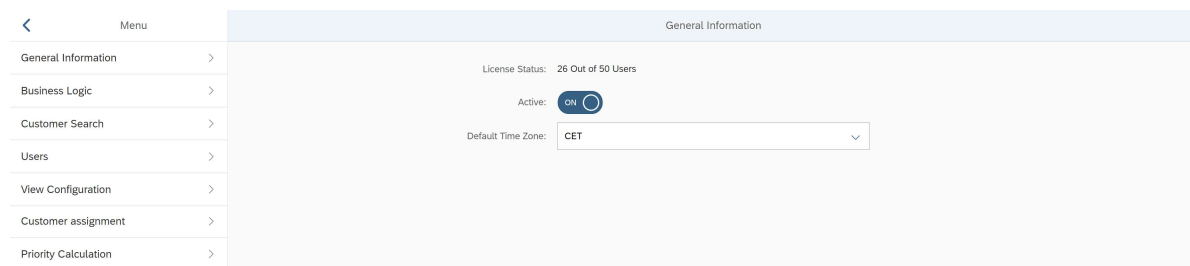 Menu
General Information
Business Logic
Customer Search
Users
View Configuration
Customer assignment
Priority Calculation
General Information
License Status: 26 Out of 50 Users
Active: ON
Default Time Zone: CET